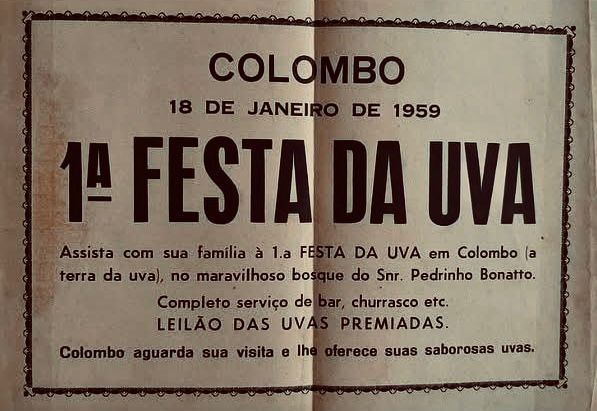 COLOMBO
18 DE JANEIRO DE 1959
1ª FESTA DA UVA
Assista com sua família à 1.a FESTA DA UVA em Colombo (a
terra da uva), no maravilhoso bosque do Snr. Pedrinho Bonatto.
Completo serviço de bar, churrasco etc.
LEILÃO DAS UVAS PREMIADAS.
Colombo aguarda sua visita e lhe oferece suas saborosas uvas.